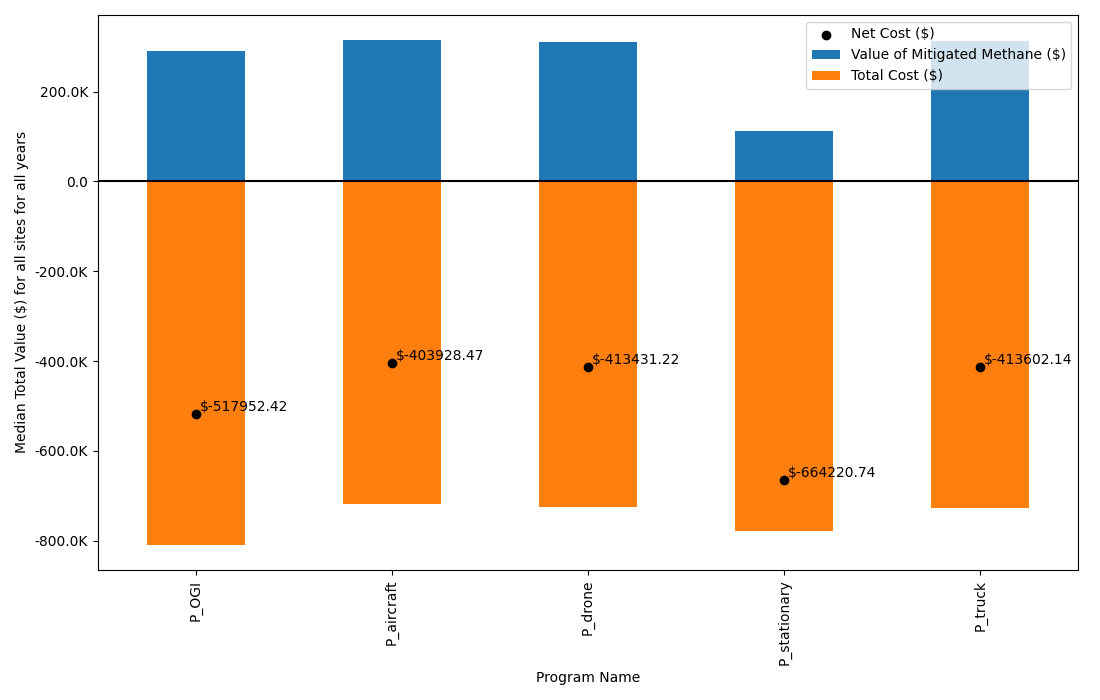 Net Cost ($)
Value of Mitigated Methane ($)
Total Cost ($)
Median Total Value ($) for all sites for all years
200.0K
0.0
-200.0K
-400.0K
-600.0K
-800.0K
$-517952.42
$-403928.47
$-413431.22
$-664220.74
$-413602.14
P_OGI
P_aircraft
P_drone
P_stationary
P_truck
Program Name